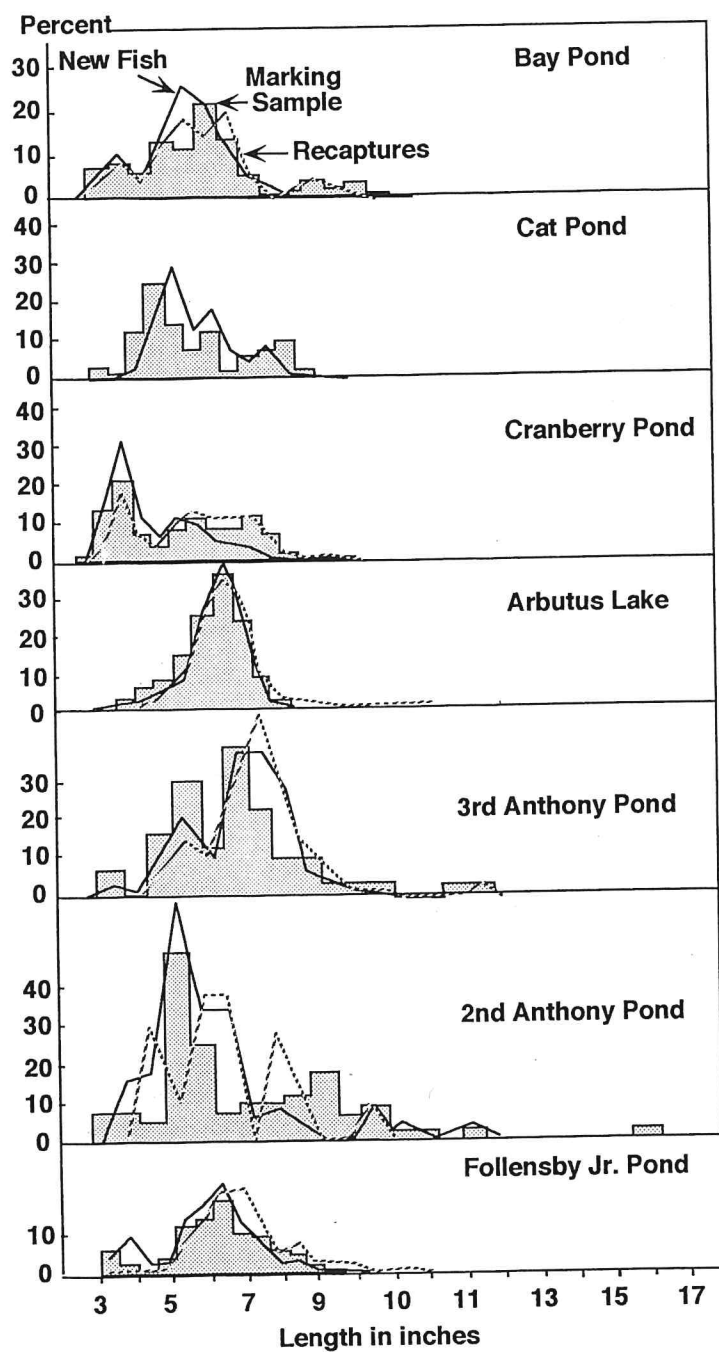 Percent
New Fish
Marking
Sample
Recaptures
Bay Pond
30
20
10
0
Cat Pond
40
30
20
10
0
Cranberry Pond
40
30
20
10
0
Arbutus Lake
30
20
10
0
3rd Anthony Pond
30
20
10
0
2nd Anthony Pond
40
30
20
10
0
Follensby Jr. Pond
10
0
3 5 7 9 10 11 13 15 17
Length in inches